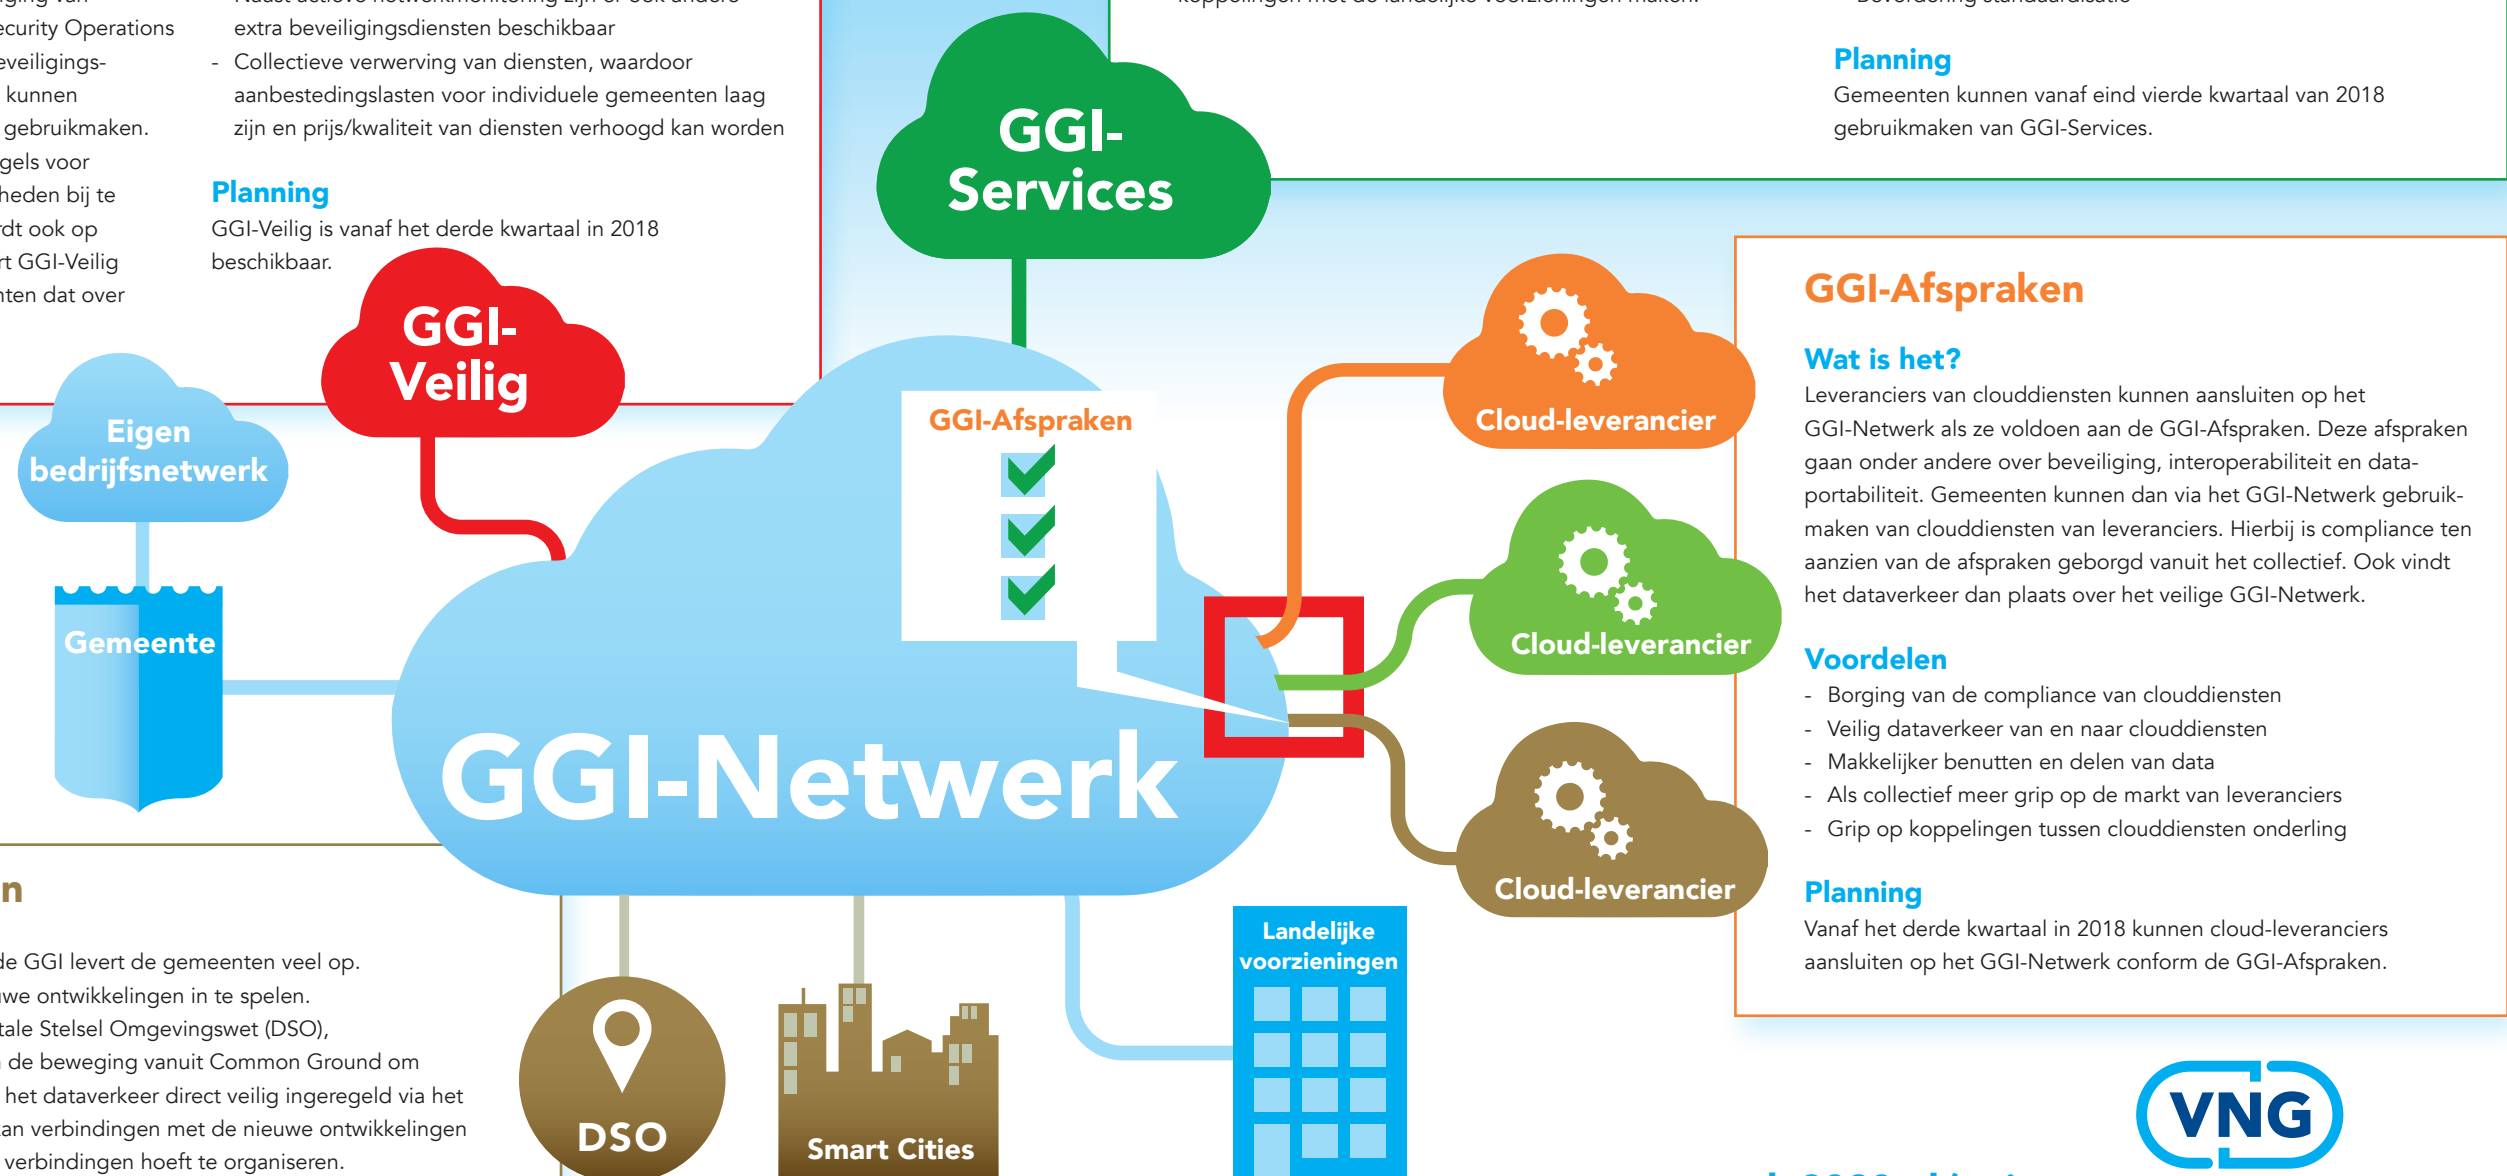 curity Operations
kunnen
gebruikmaken.
gels voor
heden bij te
rdt ook op
rt GGI-Veilig
nten dat over
extra beveiligingsdiensten beschikbaar
- Collectieve verwerving van diensten, waardoor
aanbestedingslasten voor individuele gemeenten laag
zijn en prijs/kwaliteit van diensten verhoogd kan worden
Planning
GGI-Veilig is vanaf het derde kwartaal in 2018
beschikbaar.
GGI-
Veilig
GGI-
Services
Planning
Gemeenten kunnen vanaf eind vierde kwartaal van 2018
gebruikmaken van GGI-Services.
Eigen
bedrijfsnetwerk
Gemeente
GGI-Afspraken
GGI-Netwerk
Cloud-leverancier
Cloud-leverancier
Cloud-leverancier
GGI-Afspraken
Wat is het?
Leveranciers van clouddiensten kunnen aansluiten op het
GGI-Netwerk als ze voldoen aan de GGI-Afspraken. Deze afspraken
gaan onder andere over beveiliging, interoperabiliteit en data-
portabiliteit. Gemeenten kunnen dan via het GGI-Netwerk gebruik-
maken van clouddiensten van leveranciers. Hierbij is compliance ten
aanzien van de afspraken geborgd vanuit het collectief. Ook vindt
het dataverkeer dan plaats over het veilige GGI-Netwerk.
Voordelen
- Borging van de compliance van clouddiensten
- Veilig dataverkeer van en naar clouddiensten
- Makkelijker benutten en delen van data
- Als collectief meer grip op de markt van leveranciers
- Grip op koppelingen tussen clouddiensten onderling
Planning
Vanaf het derde kwartaal in 2018 kunnen cloud-leveranciers
aansluiten op het GGI-Netwerk conform de GGI-Afspraken.
n
de GGI levert de gemeenten veel op.
uwe ontwikkelingen in te spelen.
tale Stelsel Omgevingswet (DSO),
de beweging vanuit Common Ground om
het dataverkeer direct veilig ingeregeld via het
an verbindingen met de nieuwe ontwikkelingen
verbindingen hoeft te organiseren.
DSO
Smart Cities
Landelijke
voorzieningen
VNG